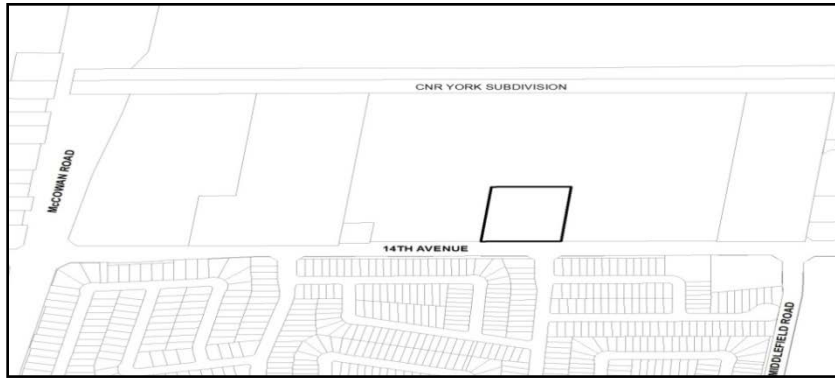 CNR YORK SUBDIVISION
McCOWAN ROAD
14TH AVENUE
MIDDLEFIELD ROAD